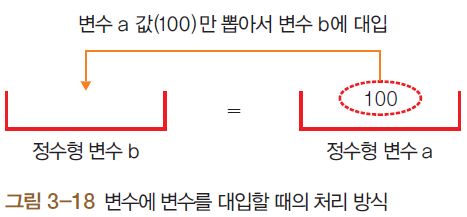 변수 a 값(100)만 뽑아서 변수 b에 대입
100
=
정수형 변수 b
정수형 변수 a
그림 3-18 변수에 변수를 대입할 때의 처리 방식